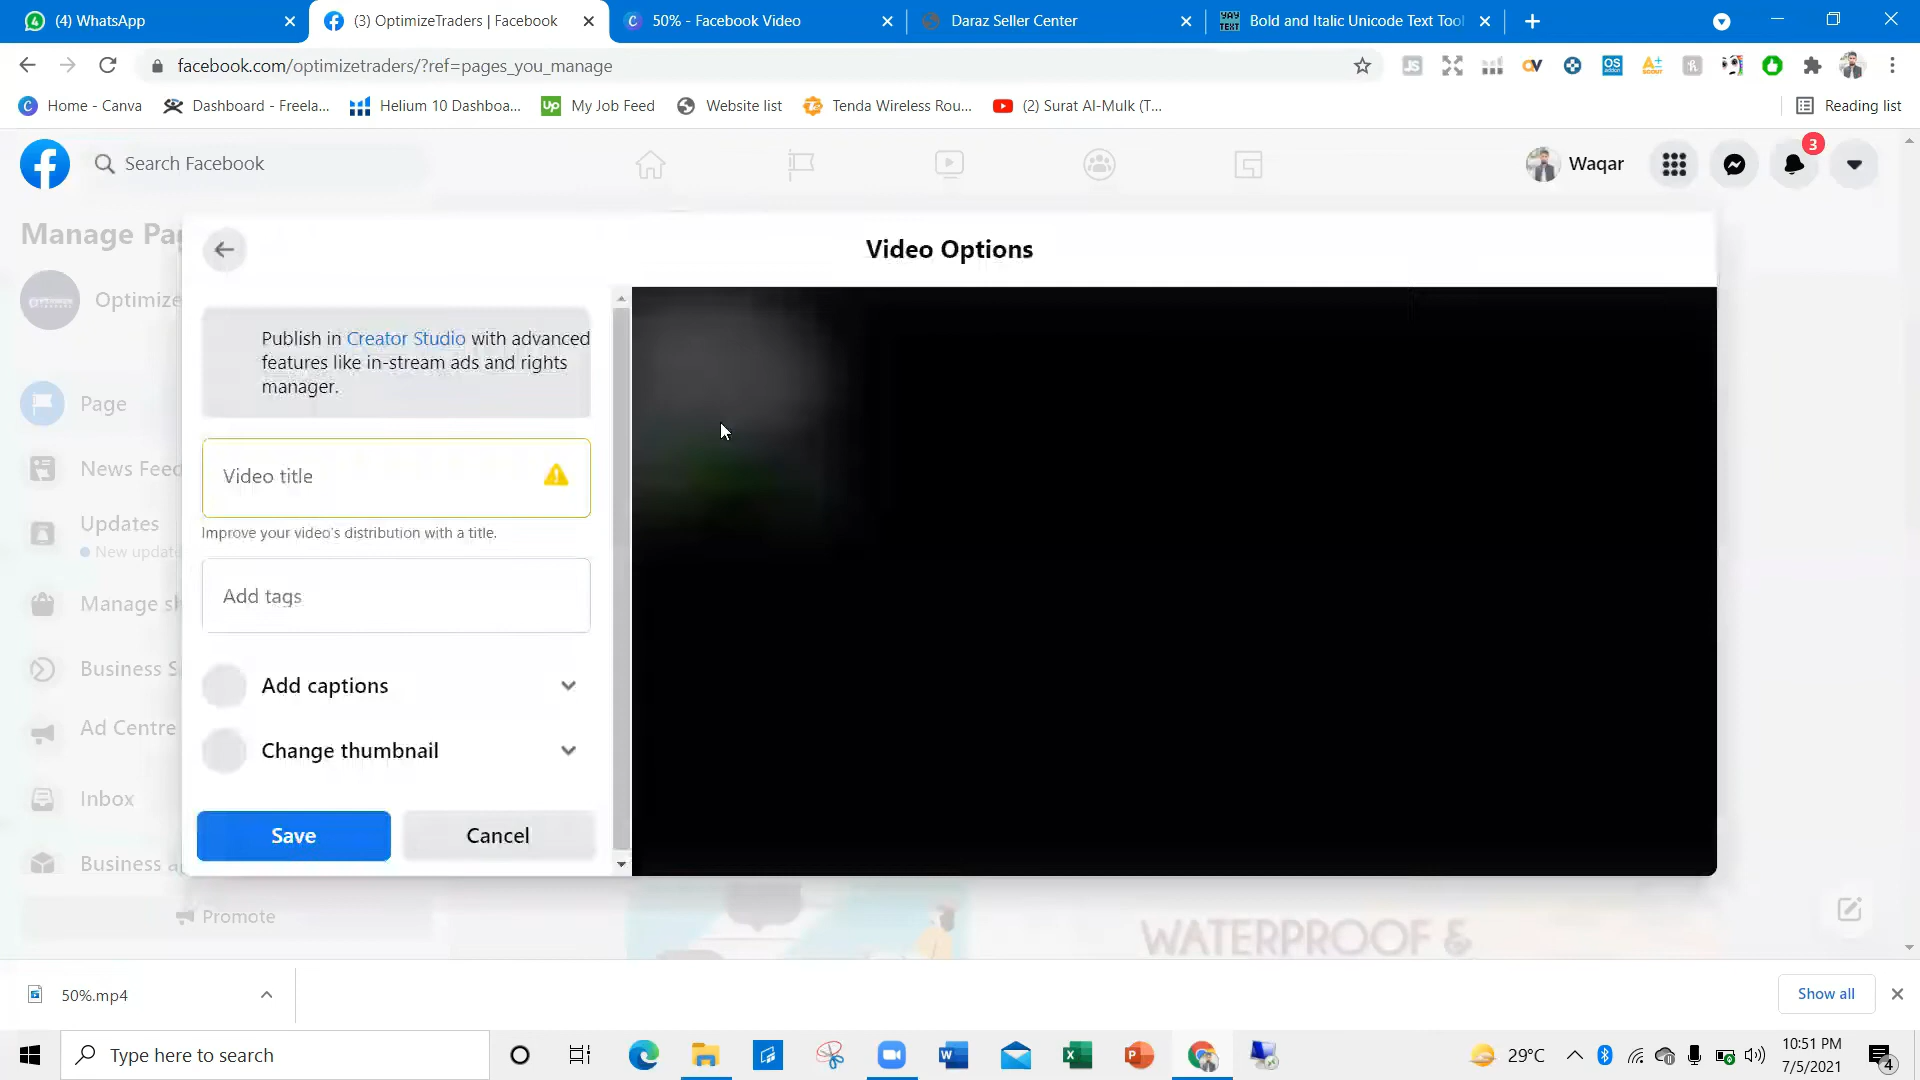 (4) WhatsApp
(3) OptimizeTraders | Facebook
50% - Facebook Video
Daraz Seller Center
Bold and Italic Unicode Text Tool
facebook.com/optimizetraders/?ref=pages_you_manage
Home - Canva
Dashboard - Freela...
Helium 10 Dashboa...
My Job Feed
Website list
Tenda Wireless Rou...
(2) Surat Al-Mulk (T...
Reading list
Search Facebook
Waqar
3
Manage Pa
Video Options
Optimize
Publish in Creator Studio with advanced
features like in-stream ads and rights
manager.
Page
Video title
News Feed
Improve your video's distribution with a title.
Updates
New update
Add tags
Manage sh
Business S
Add captions
Ad Centre
Change thumbnail
Inbox
Save
Cancel
Business a
Promote
WATERPROOF &
50%.mp4
Show all
Type here to search
29°C
10:51 PM
7/5/2021
4